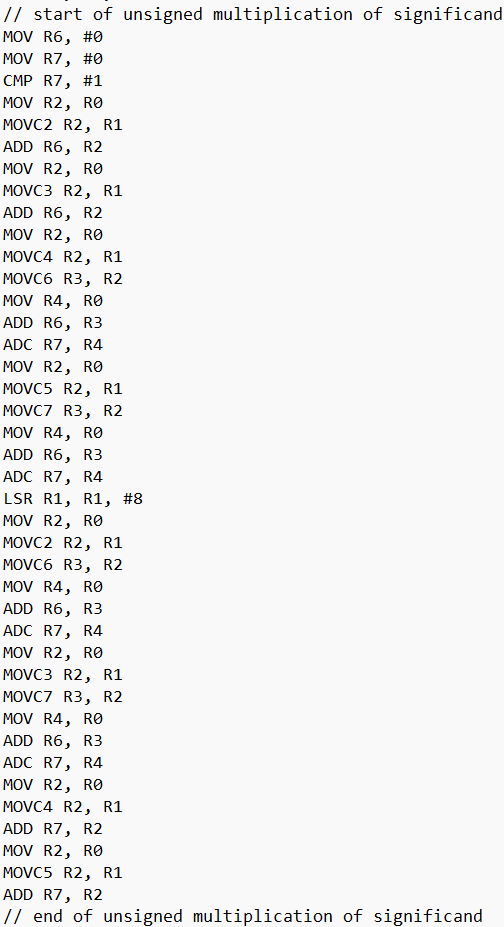 // start of unsigned multiplication of significand
MOV R6, #0
MOV R7, #0
CMP R7, #1
MOV R2, R0
MOVC2 R2, R1
ADD R6, R2
MOV R2, R0
MOVC3 R2, R1
ADD R6, R2
MOV R2, R0
MOVC4 R2, R1
MOVC6 R3, R2
MOV R4, R0
ADD R6, R3
ADC R7, R4
MOV R2, R0
MOVC5 R2, R1
MOVC7 R3, R2
MOV R4, R0
ADD R6, R3
ADC R7, R4
LSR R1, R1, #8
MOV R2, R0
MOVC2 R2, R1
MOVC6 R3, R2
MOV R4, R0
ADD R6, R3
ADC R7, R4
MOV R2, R0
MOVC3 R2, R1
MOVC7 R3, R2
MOV R4, R0
ADD R6, R3
ADC R7, R4
MOV R2, R0
MOVC4 R2, R1
ADD R7, R2
MOV R2, R0
MOVC5 R2, R1
ADD R7, R2
// end of unsigned multiplication of significand